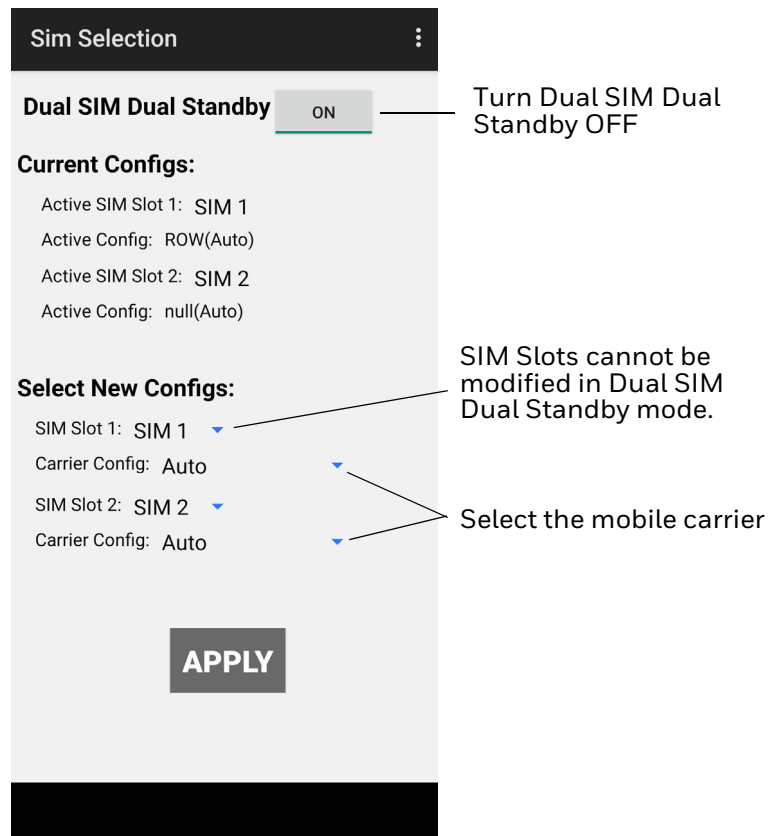 Sim Selection
Dual SIM Dual Standby ON
Turn Dual SIM Dual
Standby OFF
Current Configs:
Active SIM Slot 1: SIM 1
Active Config: ROW(Auto)
Active SIM Slot 2: SIM 2
Active Config: null(Auto)
SIM Slots cannot be
modified in Dual SIM
Dual Standby mode.
Select New Configs:
SIM Slot 1: SIM 1
Carrier Config: Auto
SIM Slot 2: SIM 2
Carrier Config: Auto
Select the mobile carrier
APPLY